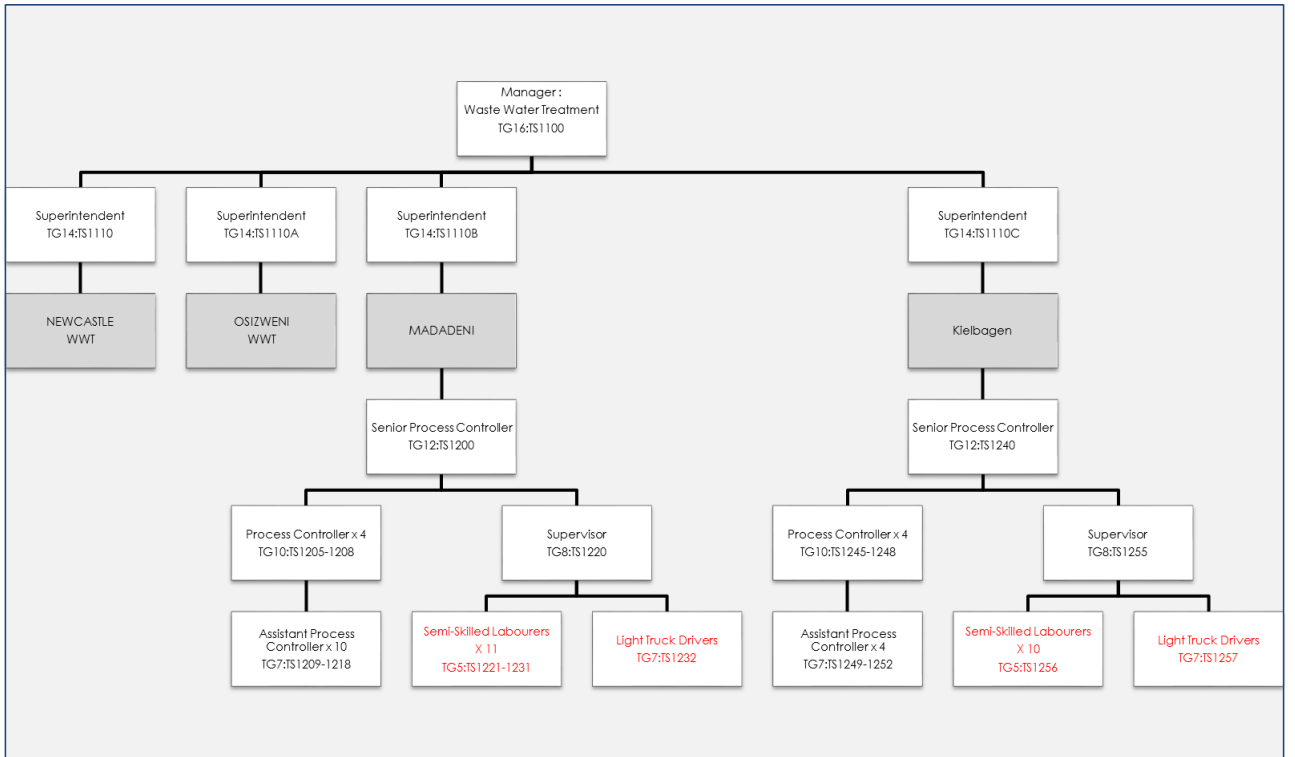 Manager :
Waste Water Treatment
TG16:TS1100
Superintendent
TG14:TS1110
Superintendent
TG14:TS1110A
Superintendent
TG14:TS1110B
Superintendent
TG14:TS1110C
NEWCASTLE
WWT
OSIZWENI
WWT
MADADENI
Kielbagen
Senior Process Controller
TG12:TS1200
Senior Process Controller
TG12:TS1240
Process Controller x 4
TG10:TS1205-1208
Supervisor
TG8:TS1220
Process Controller x 4
TG10:TS1245-1248
Supervisor
TG8:TS1255
Assistant Process
Controller x 10
TG7:TS1209-1218
Semi-Skilled Labourers
X 11
TG5:TS1221-1231
Light Truck Drivers
TG7:TS1232
Assistant Process
Controller x 4
TG7:TS1249-1252
Semi-Skilled Labourers
X 10
TG5:TS1256
Light Truck Drivers
TG7:TS1257